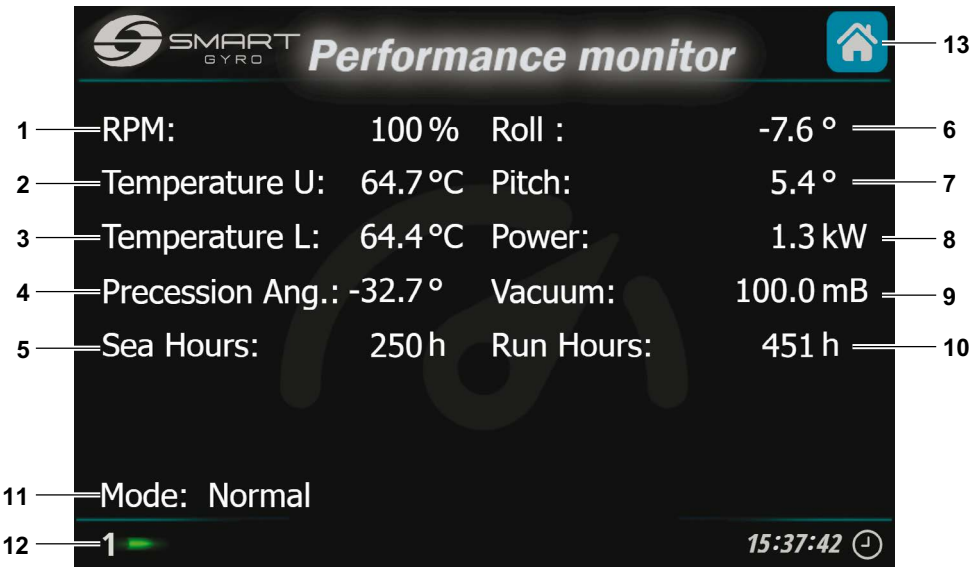 SMART
GYRO
Performance monitor
13
1 RPM: 100 % Roll : -7.6 ° 6
2 Temperature U: 64.7 °C Pitch: 5.4 ° 7
3 Temperature L: 64.4 °C Power: 1.3 kW 8
4 Precession Ang.: -32.7 ° Vacuum: 100.0 mB 9
5 Sea Hours: 250 h Run Hours: 451 h 10
11 Mode: Normal
12 1 15:37:42